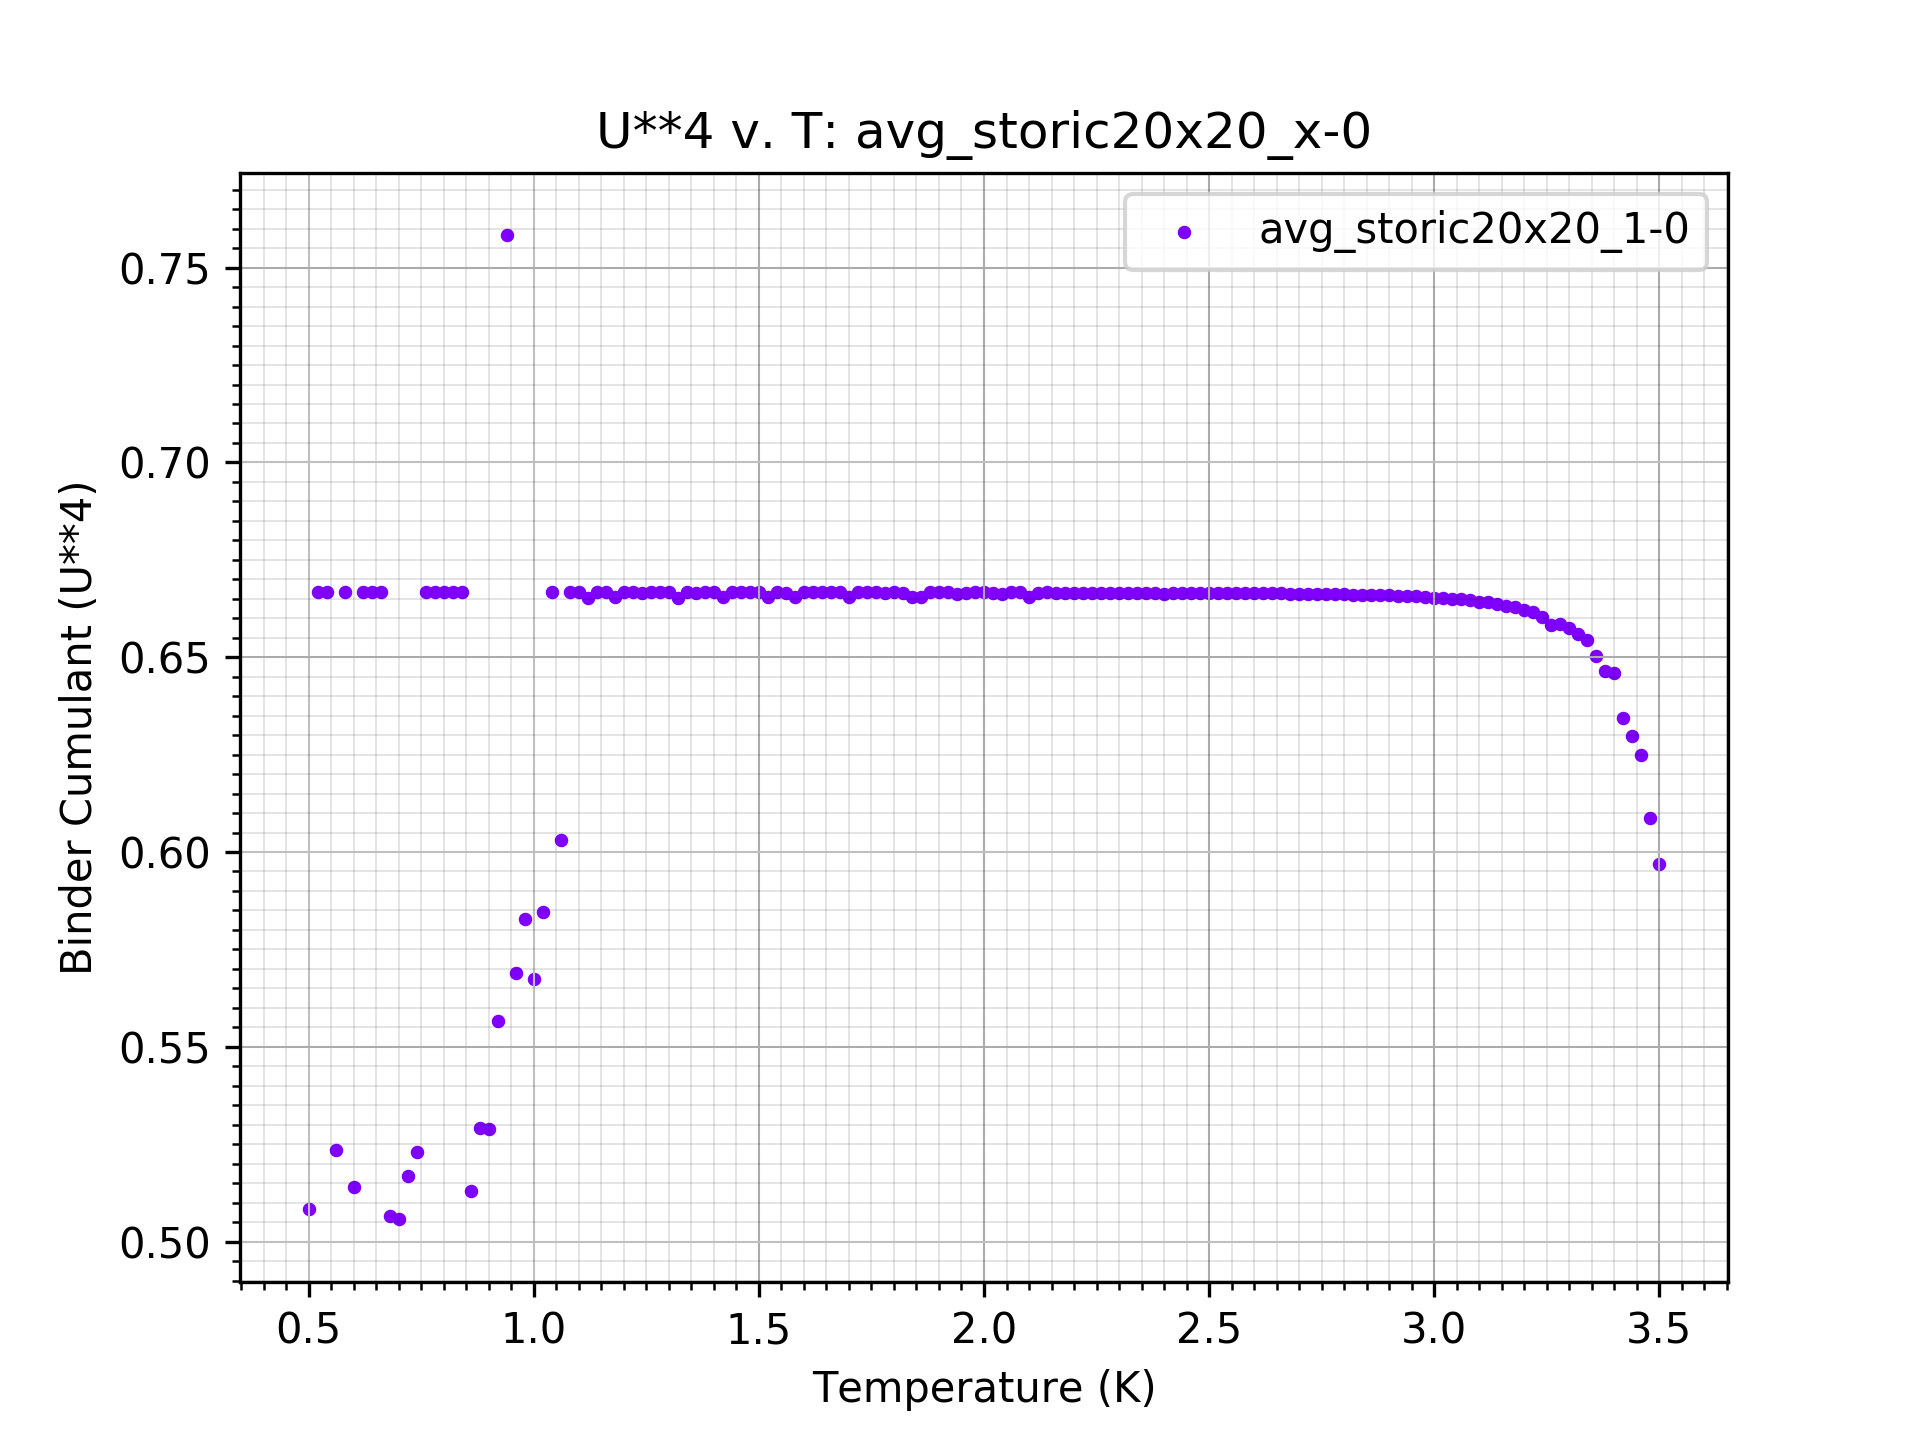 U**4 v. T: avg_storic20x20_x-0
avg_storic20x20_1-0
Binder Cumulant (U**4)
0.75
0.70
0.65
0.60
0.55
0.50
0.5 1.0 1.5 2.0 2.5 3.0 3.5
Temperature (K)